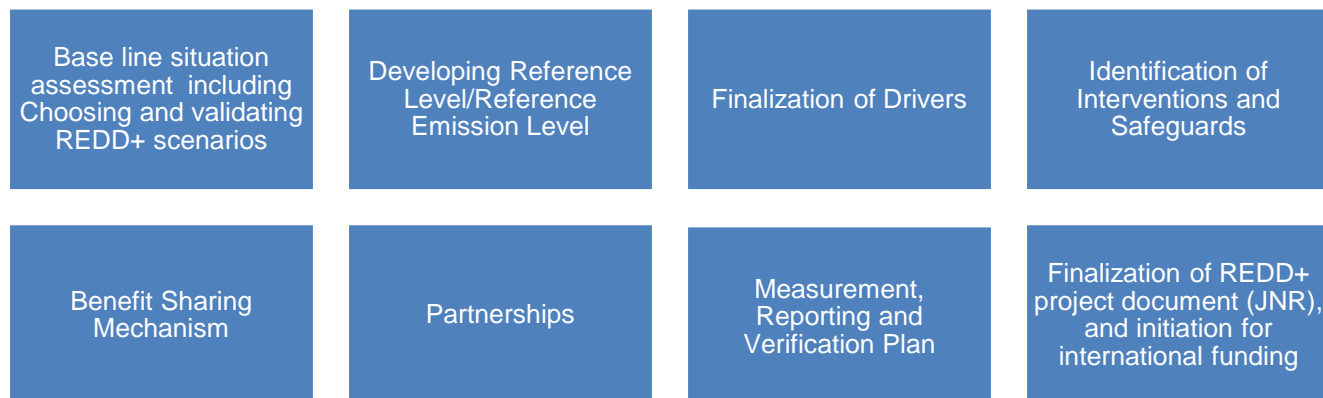 Base line situation
assessment including
Choosing and validating
REDD+ scenarios
Developing Reference
Level/Reference
Emission Level
Finalization of Drivers
Identification of
Interventions and
Safeguards
Benefit Sharing
Mechanism
Partnerships
Measurement,
Reporting and
Verification Plan
Finalization of REDD+
project document (JNR),
and initiation for
international funding